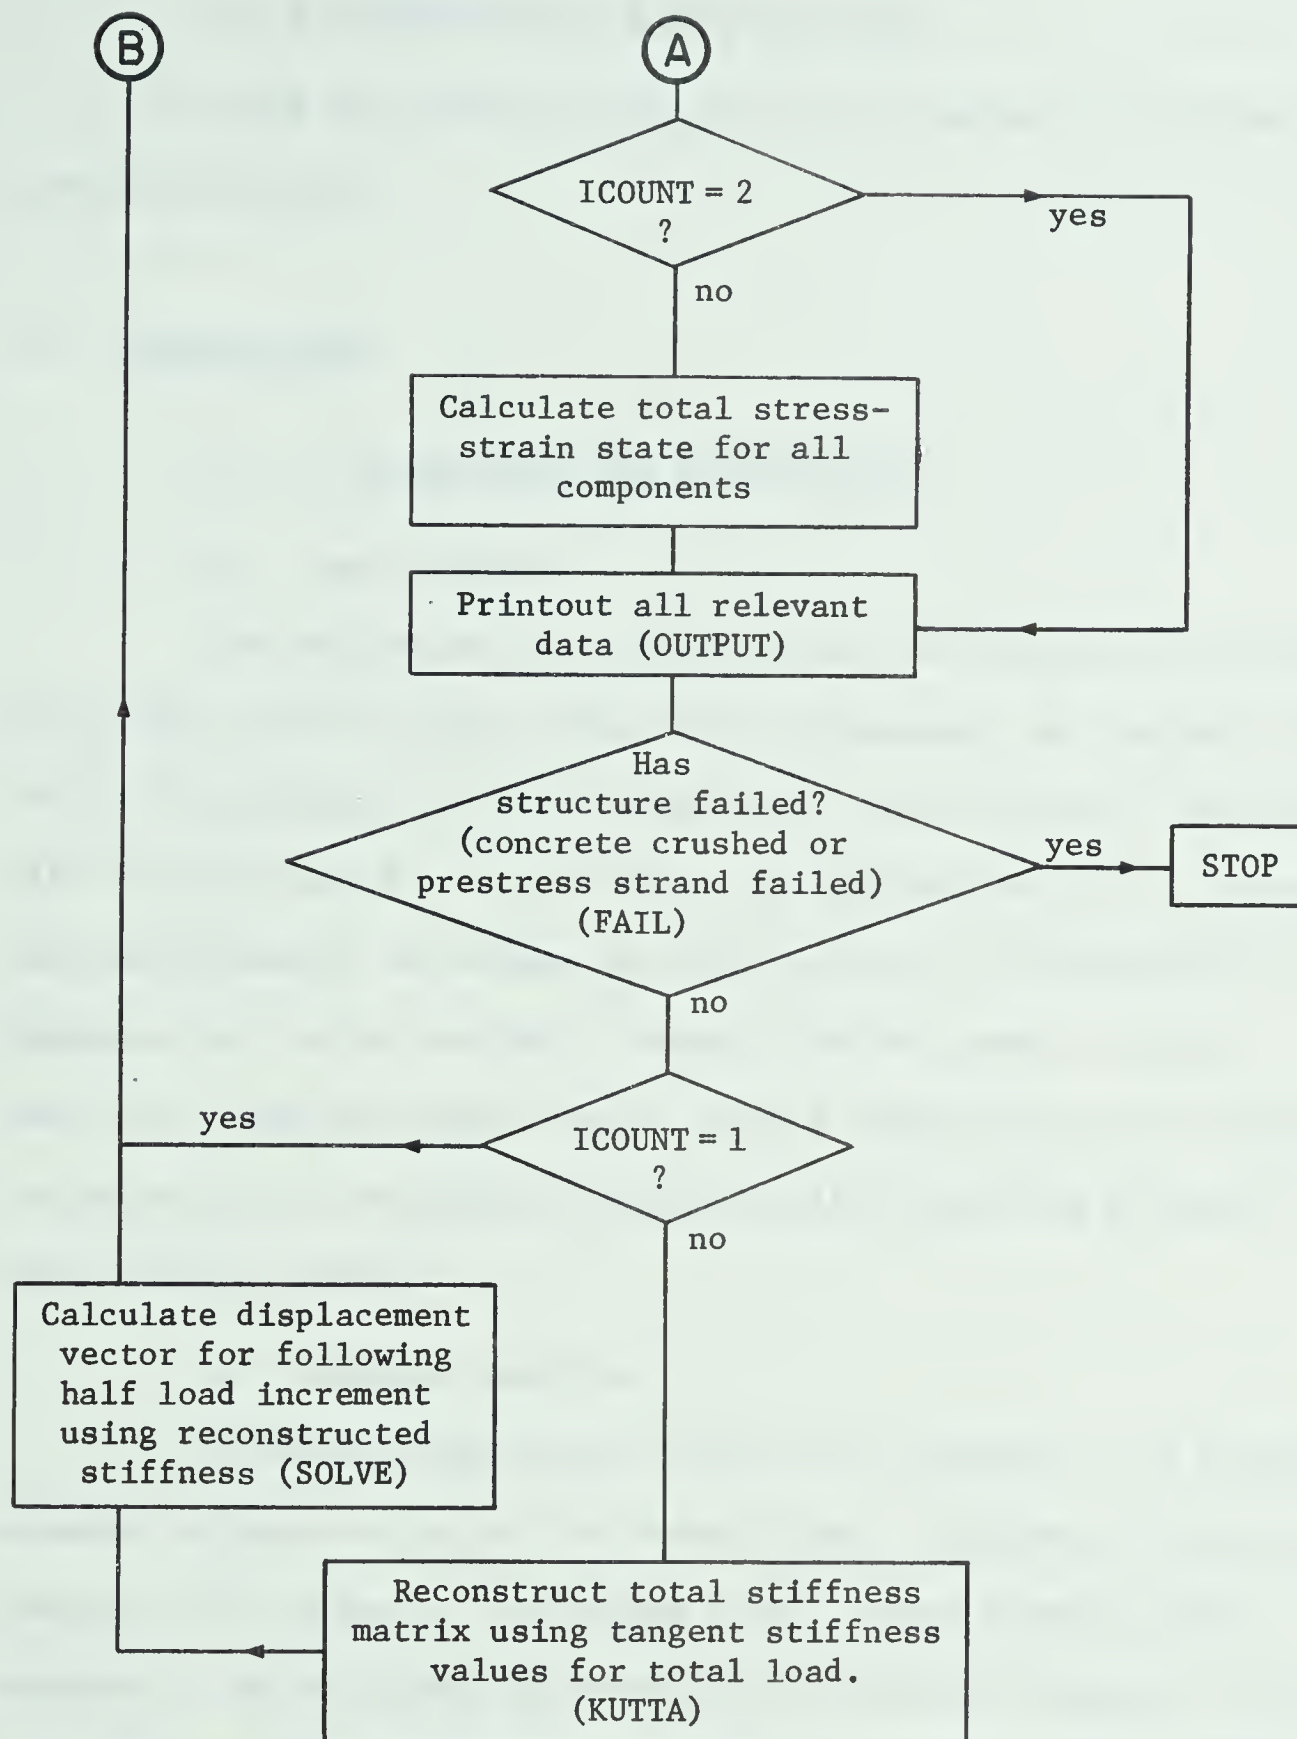 B
A
ICOUNT = 2
?
yes
no
Calculate total stress-
strain state for all
components
Printout all relevant
data (OUTPUT)
Has
structure failed?
(concrete crushed or
prestress strand failed)
(FAIL)
yes
STOP
no
yes
ICOUNT = 1
?
no
Calculate displacement
vector for following
half load increment
using reconstructed
stiffness (SOLVE)
Reconstruct total stiffness
matrix using tangent stiffness
values for total load.
(KUTTA)